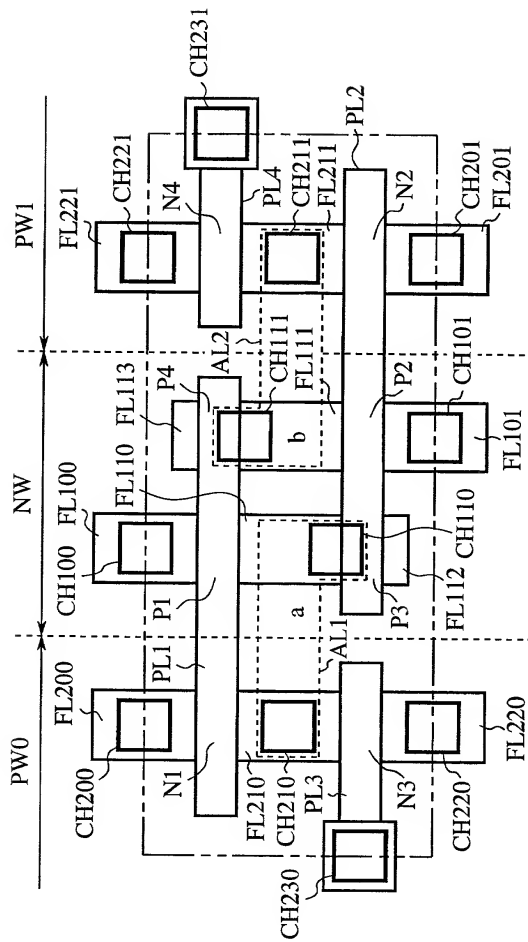 PW0
NW
PW1
FL200
CH200
FL100
CH100
FL110
FL113
P4
AL2
FL221
CH221
CH231
N1
PL1
P1
N4
PL4
FL210
CH210
a
b
CH111
FL111
CH211
FL211
PL2
PL3
AL1
CH230
N3
P3
P2
N2
CH220
FL220
FL112
CH110
CH101
FL101
CH201
FL201